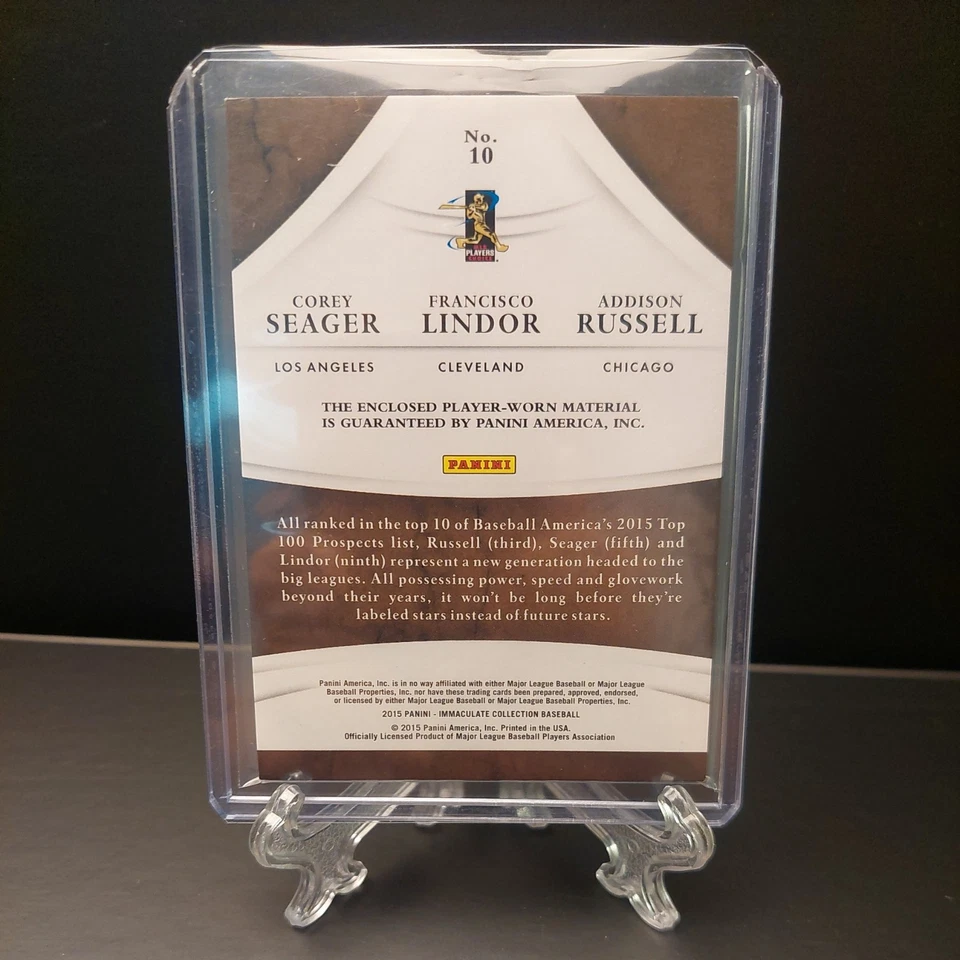 No.
10
PLAYERS
COREY FRANCISCO ADDISON
SEAGER LINDOR RUSSELL
LOS ANGELES CLEVELAND CHICAGO
THE ENCLOSED PLAYER-WORN MATERIAL
IS GUARANTEED BY PANINI AMERICA, INC.
PANINI
All ranked in the top 10 of Baseball America's 2015 Top
100 Prospects list, Russell (third), Seager (fifth) and
Lindor (ninth) represent a new generation headed to the
big leagues. All possessing power, speed and glovework
beyond their years, it won't be long before they're
labeled stars instead of future stars.
Panini America, Inc. is in no way affiliated with either Major League Baseball or Major League
Baseball Properties, Inc. nor have these trading cards been prepared, approved, endorsed,
or licensed by either Major League Baseball or Major League Baseball Properties, Inc.
2015 PANINI - IMMACULATE COLLECTION BASEBALL
© 2015 Panini America, Inc. Printed in the USA.
Officially Licensed Product of Major League Baseball Players Association